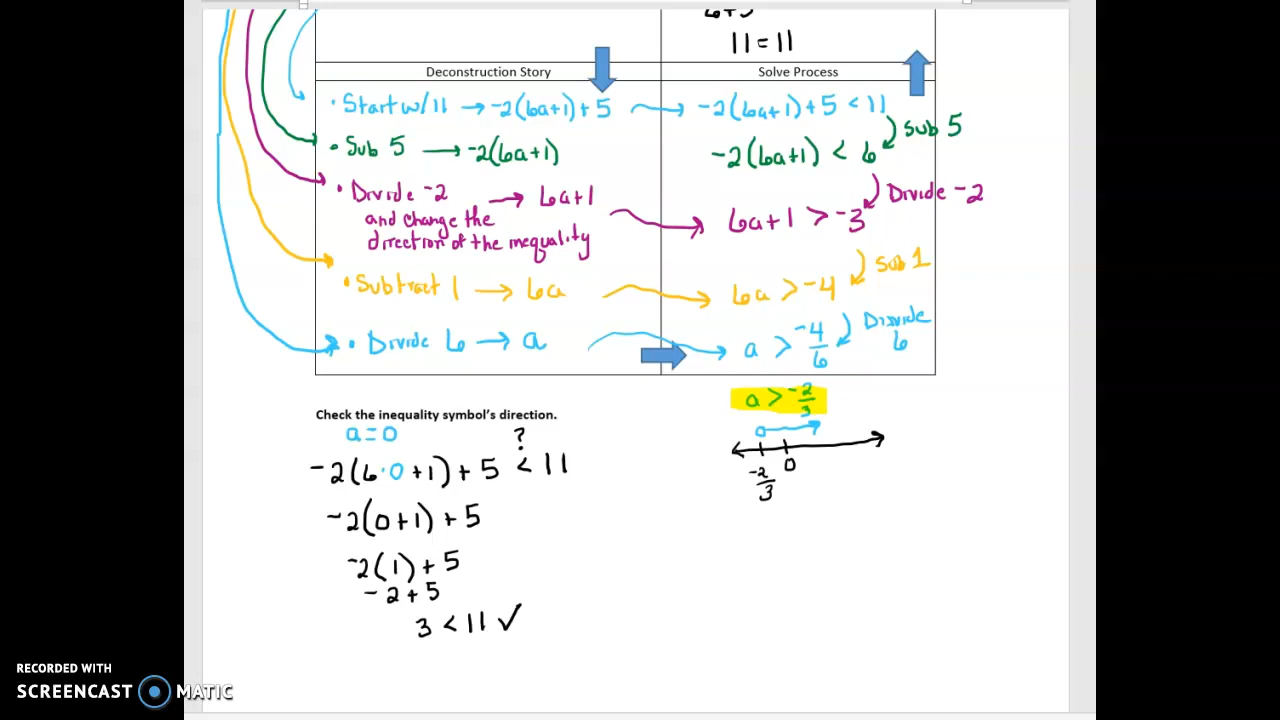 11 = 11
Deconstruction Story
Solve Process
• Start w/ 11 → -2(6a+1)+5
-2(6a+1)+5 < 11
Sub 5
• Sub 5 → -2(6a+1)
-2(6a+1) < 6
Divide -2
• Divide -2 → 6a+1
and change the
direction of the inequality
6a+1 > -3
Sub 1
• Subtract 1 → 6a
6a > -4
Divide
6
• Divide 6 → a
a > -4/6
a > -2/3
Check the inequality symbol's direction.
a = 0
?
-2(6·0+1)+5 < 11
-2/3
0
-2(0+1)+5
-2(1)+5
-2+5
3 < 11 ✓
RECORDED WITH
SCREENCAST MATIC